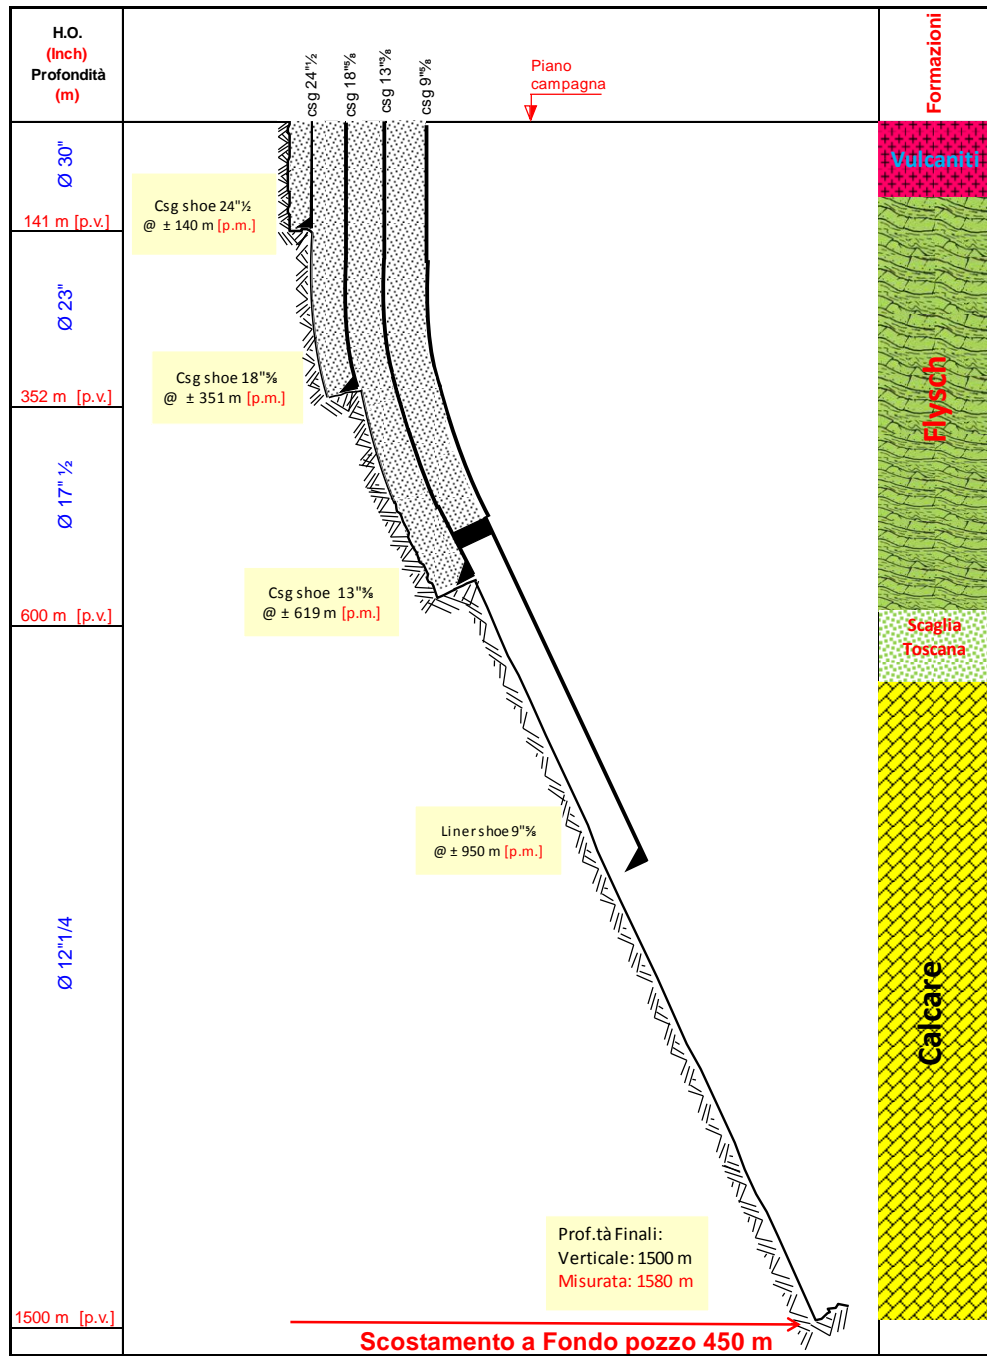 H.O.
(Inch)
Profondità
(m)
csg 24"½
csg 18"⅝
csg 13"⅜
csg 9"⅝
Piano
campagna
Formazioni
Ø 30"
141 m [p.v.]
Ø 23"
352 m [p.v.]
Ø 17" ½
600 m [p.v.]
Ø 12"1/4
1500 m [p.v.]
Csg shoe 24"½
@ ± 140 m [p.m.]
Csg shoe 18"⅝
@ ± 351 m [p.m.]
Csg shoe 13"⅜
@ ± 619 m [p.m.]
Liner shoe 9"⅝
@ ± 950 m [p.m.]
Prof.tà Finali:
Verticale: 1500 m
Misurata: 1580 m
Scostamento a Fondo pozzo 450 m
Vulcaniti
Flysch
Scaglia
Toscana
Calcare